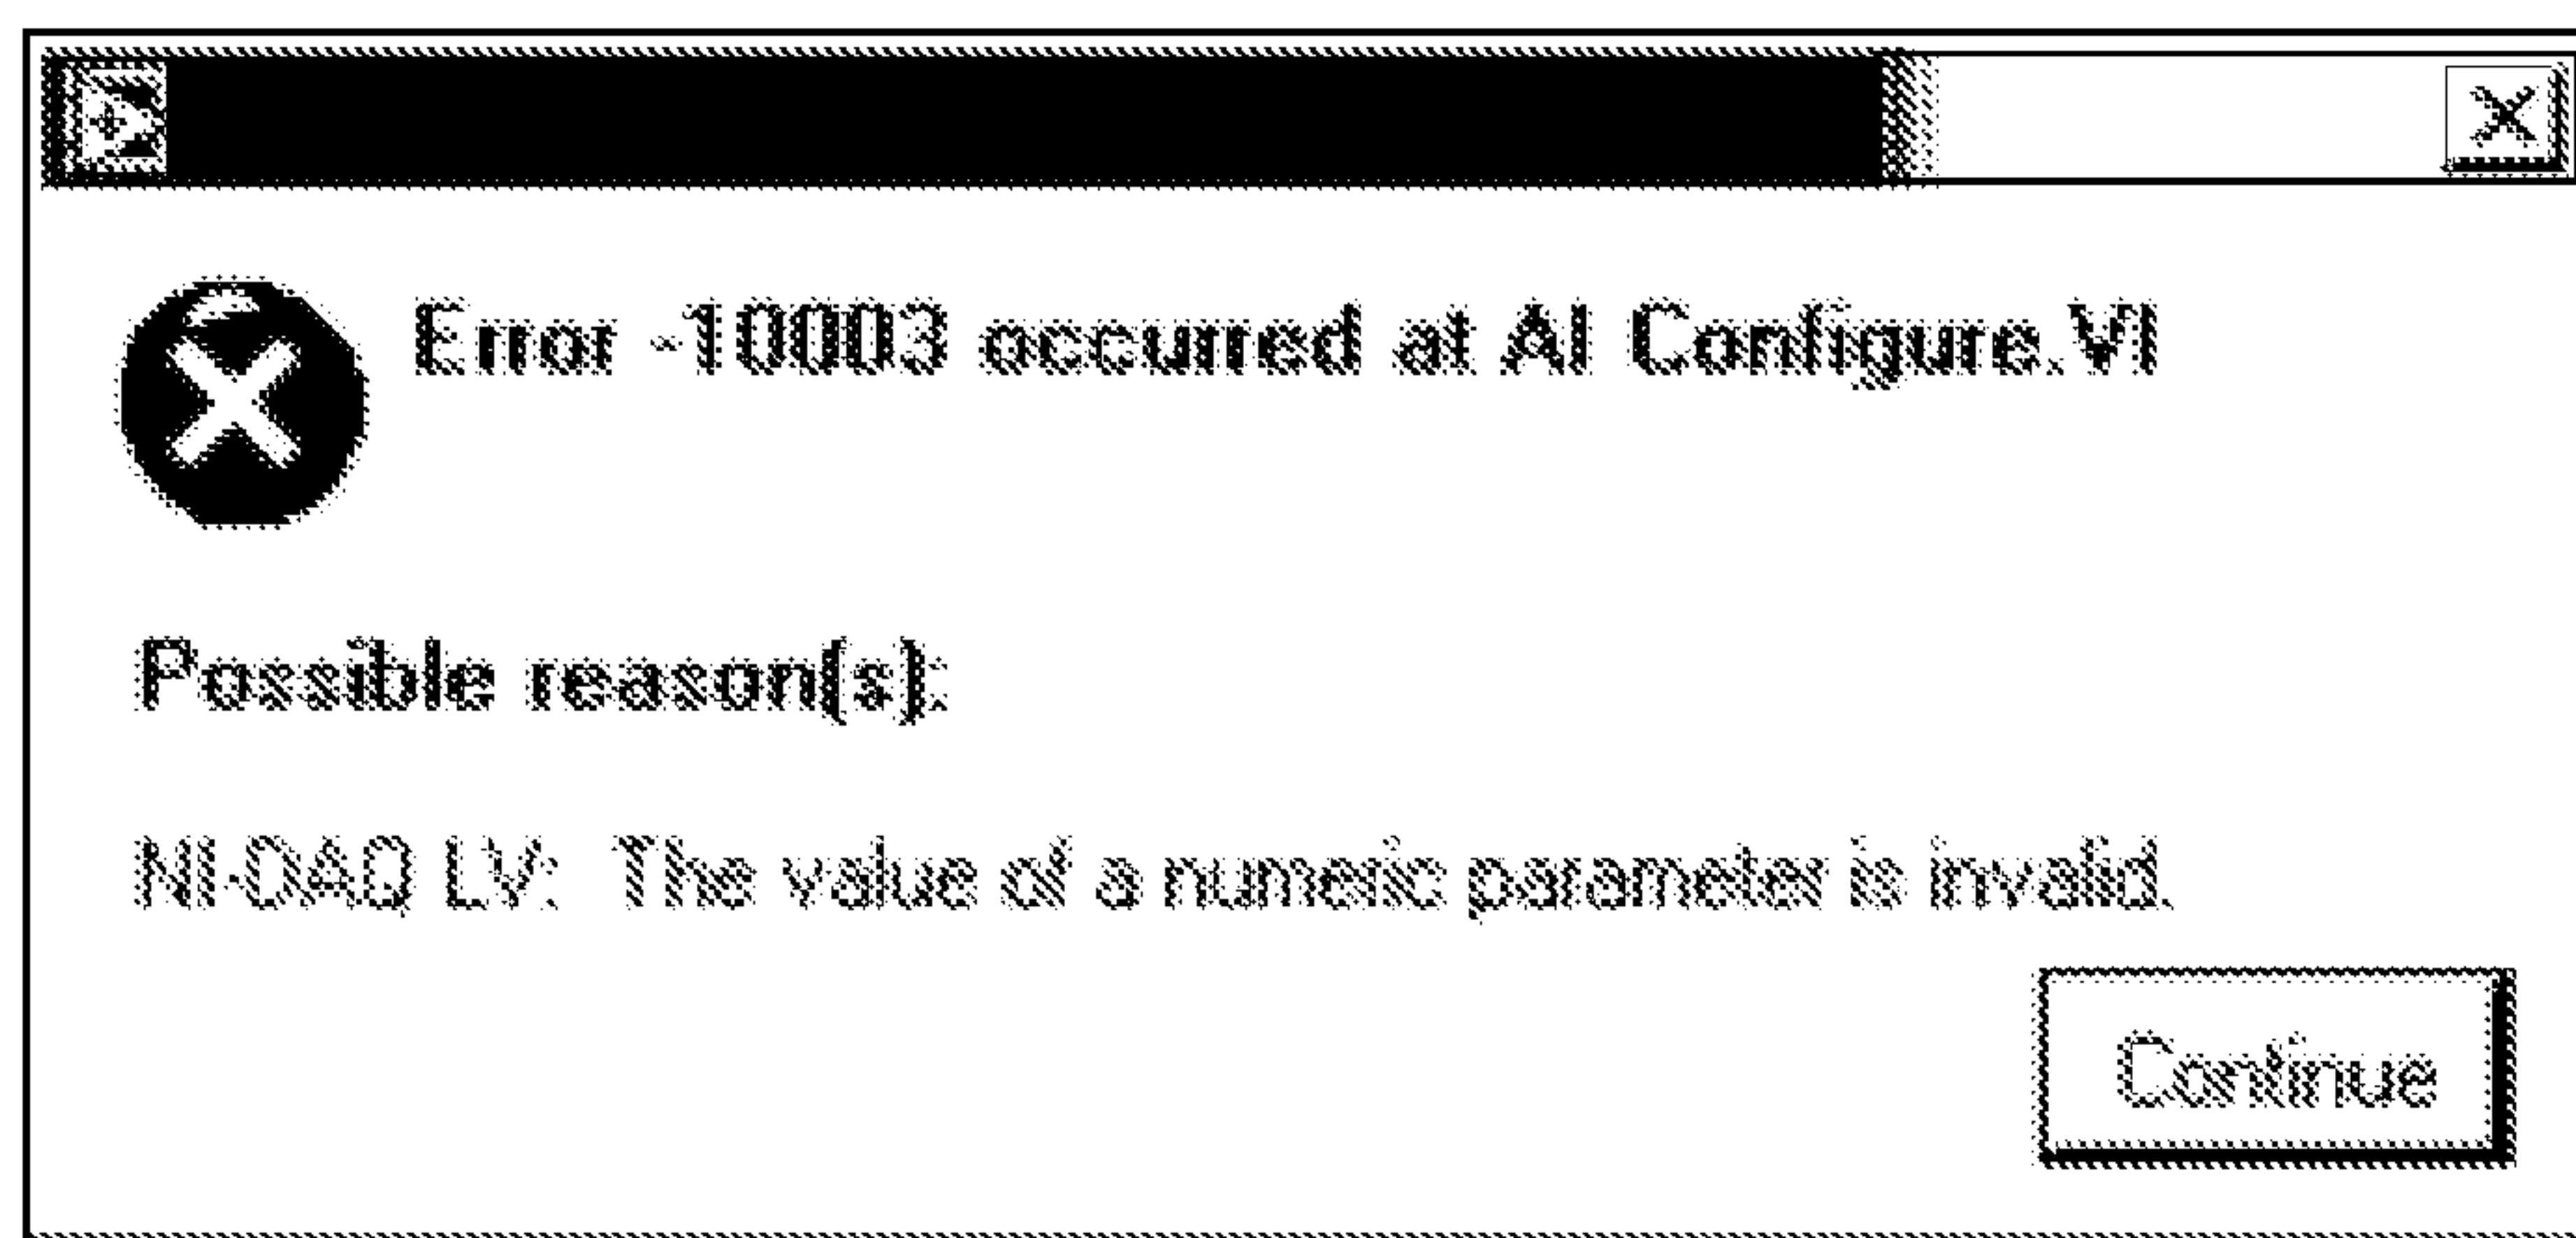 Error -10003 occurred at AI Configure.VI
Possible reason(s):
NI-DAQ LV:  The value of a numeric parameter is invalid.
Continue